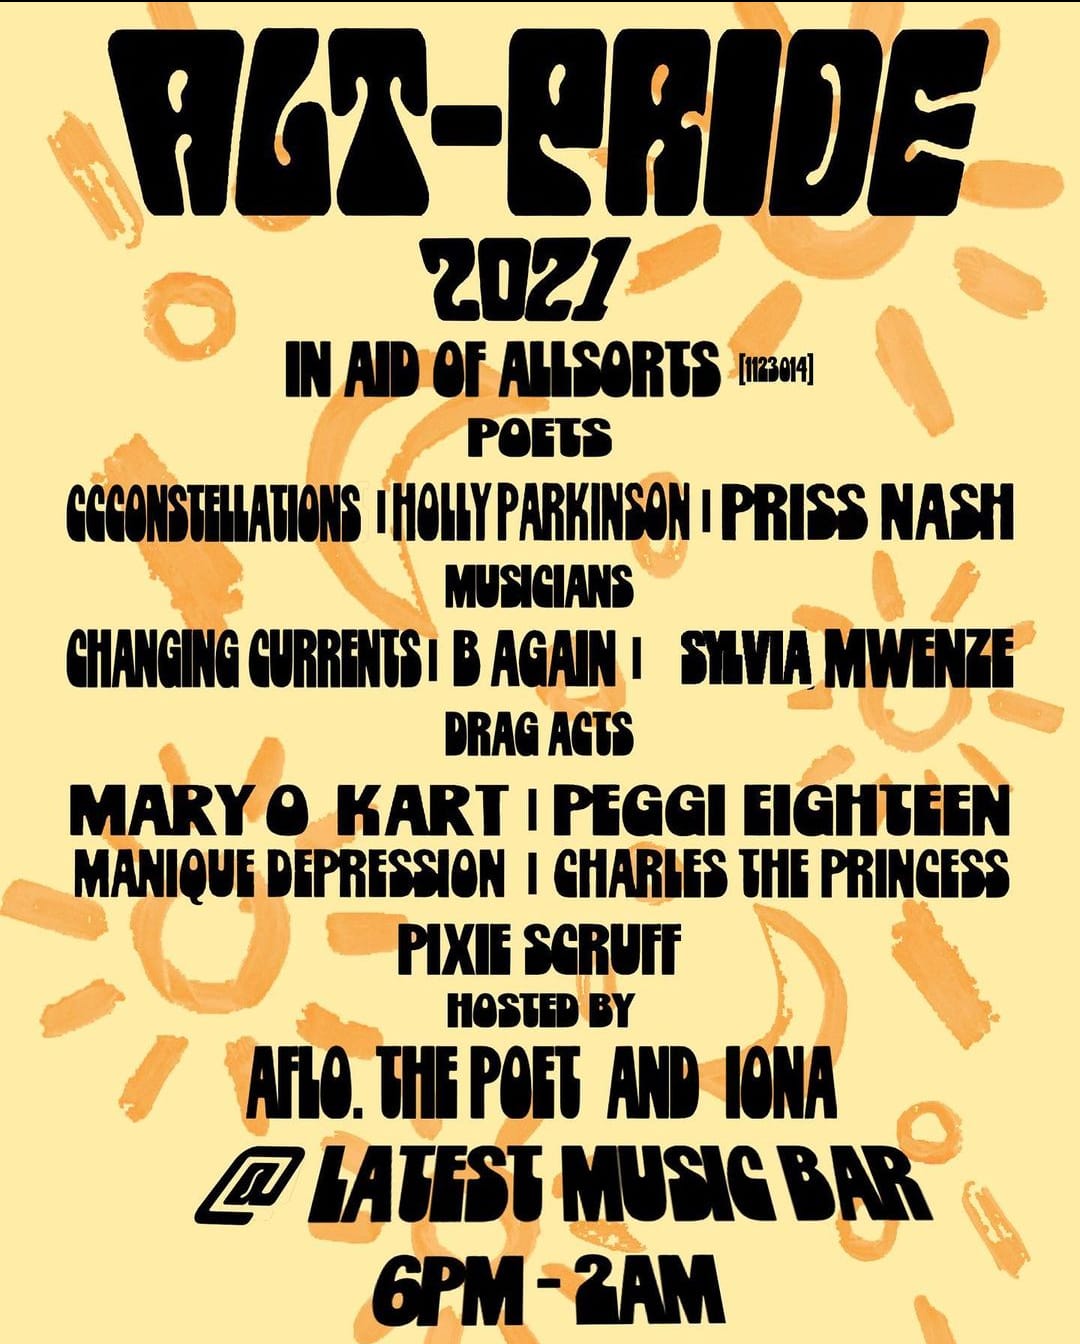 ALT-PRIDE
2021
IN AID OF ALLSORTS [1123014]
POETS
CCCONSTELLATIONS | HOLLY PARKINSON | PRISS NASH
MUSICIANS
CHANGING CURRENTS | B AGAIN | SYLVIA MWENZE
DRAG ACTS
MARY O KART | PEGGI EIGHTEEN
MANIQUE DEPRESSION | CHARLES THE PRINCESS
PIXIE SCRUFF
HOSTED BY
AFLO. THE POET AND IONA
@ LATEST MUSIC BAR
6PM - 2AM